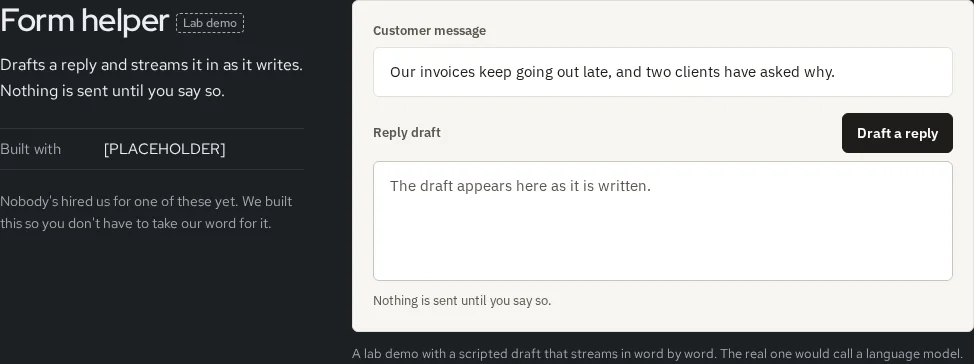 Form helper
Lab demo
Drafts a reply and streams it in as it writes.
Nothing is sent until you say so.
Built with [PLACEHOLDER]
Nobody's hired us for one of these yet. We built
this so you don't have to take our word for it.
Customer message
Our invoices keep going out late, and two clients have asked why.
Reply draft
Draft a reply
The draft appears here as it is written.
Nothing is sent until you say so.
A lab demo with a scripted draft that streams in word by word. The real one would call a language model.